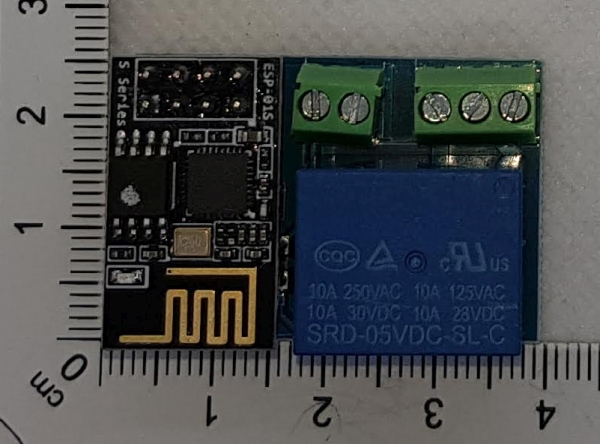 3
2
1
0
cm
1
2
3
4
S Series
ESP-01S
CQC
c RU us
10A 250VAC 10A 125VAC
10A 30VDC 10A 28VDC
SRD-05VDC-SL-C